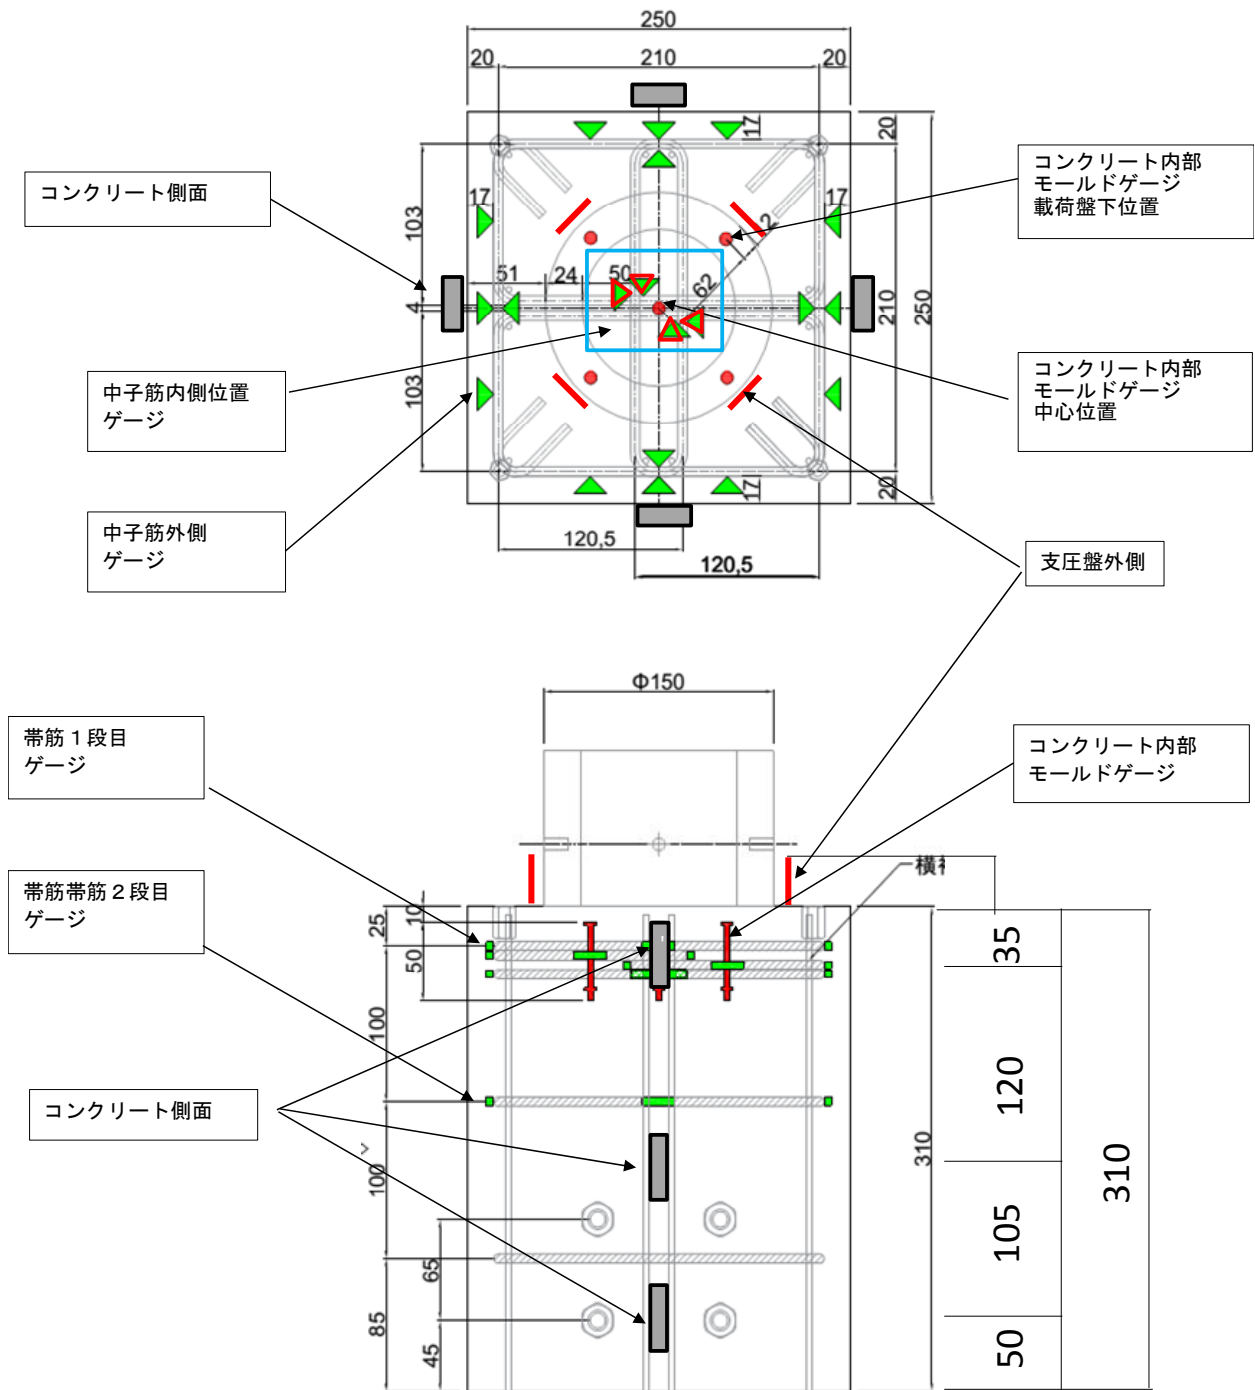 250
20
210
20
コンクリート側面
コンクリート内部
モールドゲージ
載荷盤下位置
17
20
17
17
103
2
51
24
50
62
4
210
250
中子筋内側位置
ゲージ
コンクリート内部
モールドゲージ
中心位置
103
中子筋外側
ゲージ
17
20
120,5
120,5
支圧盤外側
Φ150
帯筋１段目
ゲージ
コンクリート内部
モールドゲージ
横
帯筋帯筋２段目
ゲージ
25
10
50
35
100
120
コンクリート側面
310
310
100
105
65
85
45
50